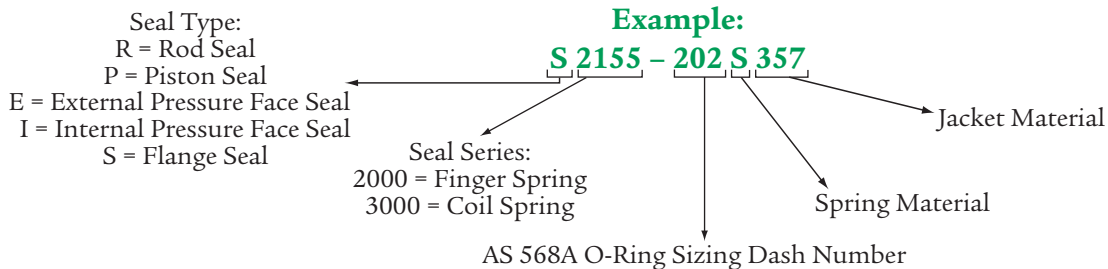 Example:
S 2155 – 202 S 357
Seal Type:
R = Rod Seal
P = Piston Seal
E = External Pressure Face Seal
I = Internal Pressure Face Seal
S = Flange Seal
Seal Series:
2000 = Finger Spring
3000 = Coil Spring
AS 568A O-Ring Sizing Dash Number
Spring Material
Jacket Material